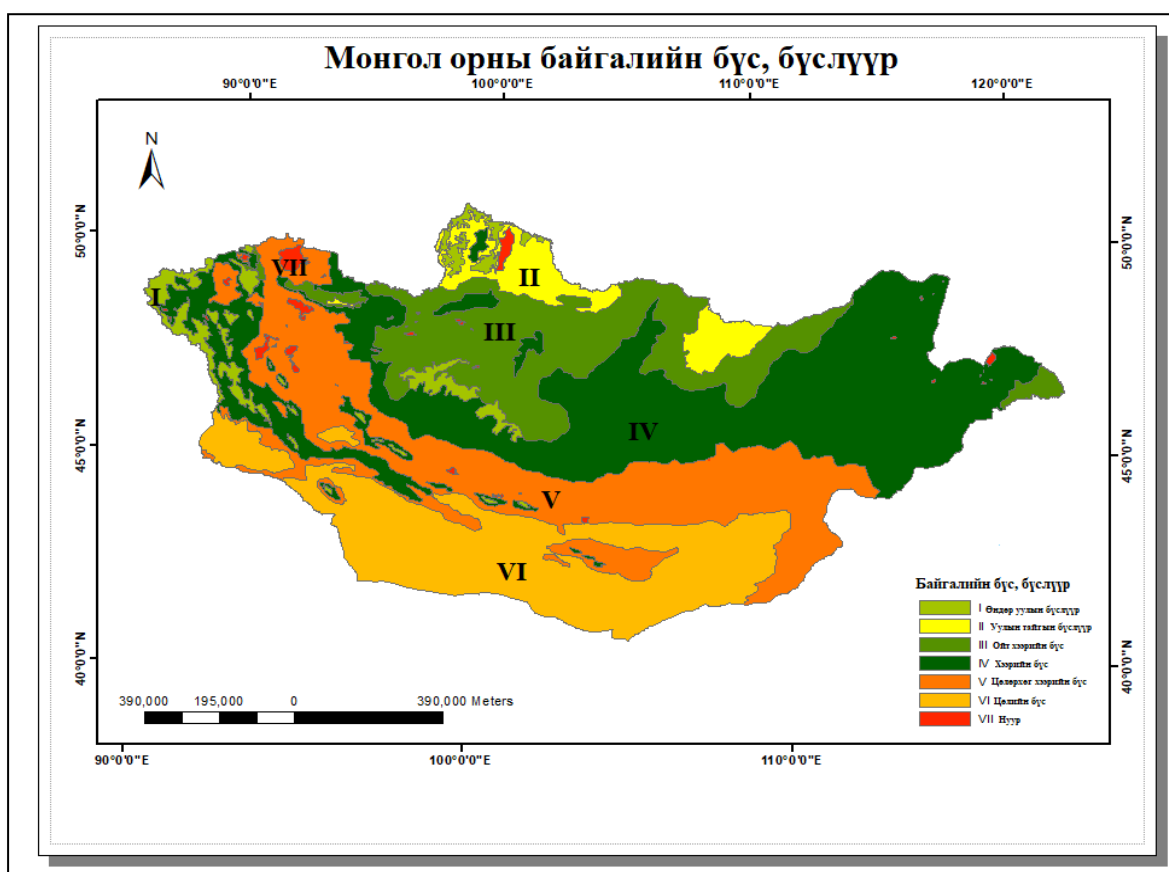 Монгол орны байгалийн бүс, бүслүүр
90°0'0"E 100°0'0"E 110°0'0"E 120°0'0"E
N
50°0'0"N 50°0'0"N
VII
I
II
III
IV
45°0'0"N 45°0'0"N
V
VI
Байгалийн бүс, бүслүүр
I Өндөр уулын бүслүүр
II Уулын тайгын бүслүүр
III Ойт хээрийн бүс
IV Хээрийн бүс
V Цөлөрхөг хээрийн бүс
VI Цөлийн бүс
VII Нуур
40°0'0"N 40°0'0"N
390,000 195,000 0 390,000 Meters
90°0'0"E 100°0'0"E 110°0'0"E